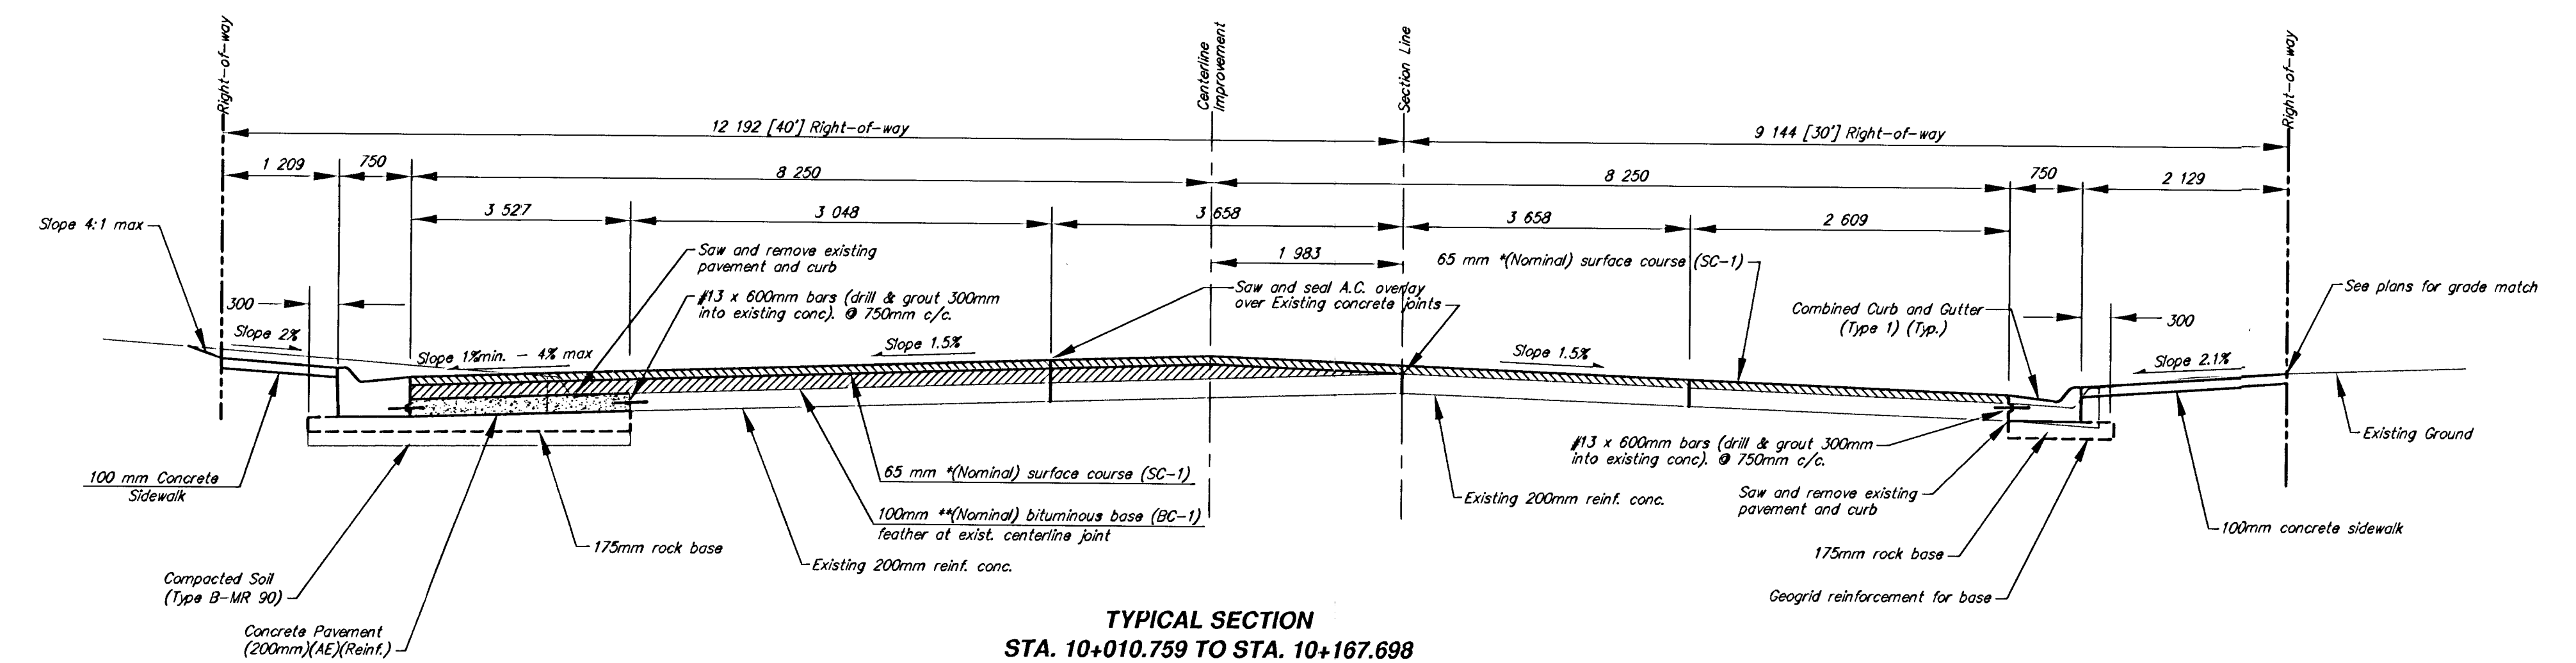 Right-of-way
Centerline
Improvement
Section Line
Right-of-way
12 192 [40'] Right-of-way
9 144 [30'] Right-of-way
1 209
750
8 250
8 250
750
2 129
3 527
3 048
3 658
3 658
2 609
1 983
Slope 4:1 max
Saw and remove existing
pavement and curb
#13 x 600mm bars (drill & grout 300mm
into existing conc). @ 750mm c/c.
Saw and seal A.C. overlay
over Existing concrete joints
65 mm *(Nominal) surface course (SC-1)
Combined Curb and Gutter
(Type 1) (Typ.)
See plans for grade match
300
300
Slope 2%
Slope 1%min. - 4% max
Slope 1.5%
Slope 1.5%
Slope 2.1%
100 mm Concrete
Sidewalk
65 mm *(Nominal) surface course (SC-1)
100mm **(Nominal) bituminous base (BC-1)
feather at exist. centerline joint
175mm rock base
Existing 200mm reinf. conc.
Compacted Soil
(Type B-MR 90)
Concrete Pavement
(200mm)(AE)(Reinf.)
#13 x 600mm bars (drill & grout 300mm
into existing conc). @ 750mm c/c.
Existing 200mm reinf. conc.
Saw and remove existing
pavement and curb
175mm rock base
Geogrid reinforcement for base
Existing Ground
100mm concrete sidewalk
TYPICAL SECTION
STA. 10+010.759 TO STA. 10+167.698